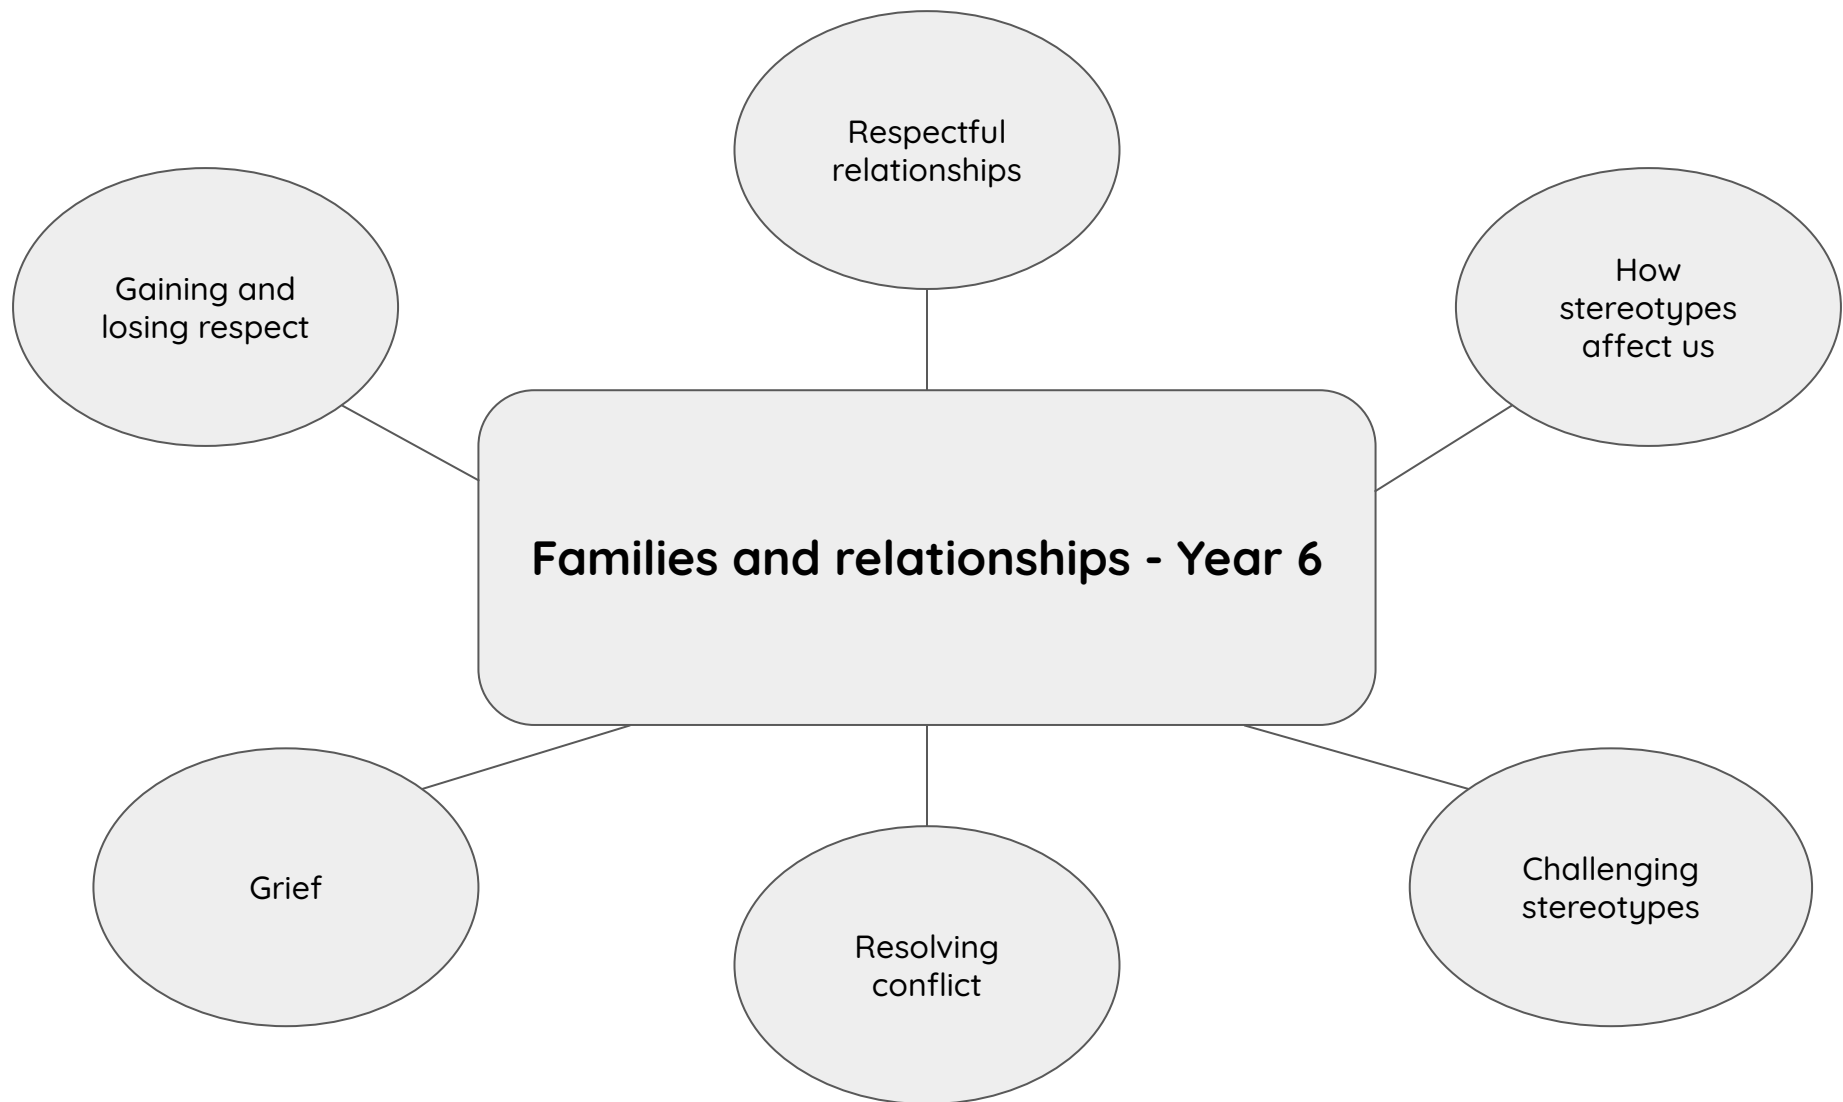 Respectful
relationships
Gaining and
losing respect
How
stereotypes
affect us
Families and relationships - Year 6
Grief
Resolving
conflict
Challenging
stereotypes